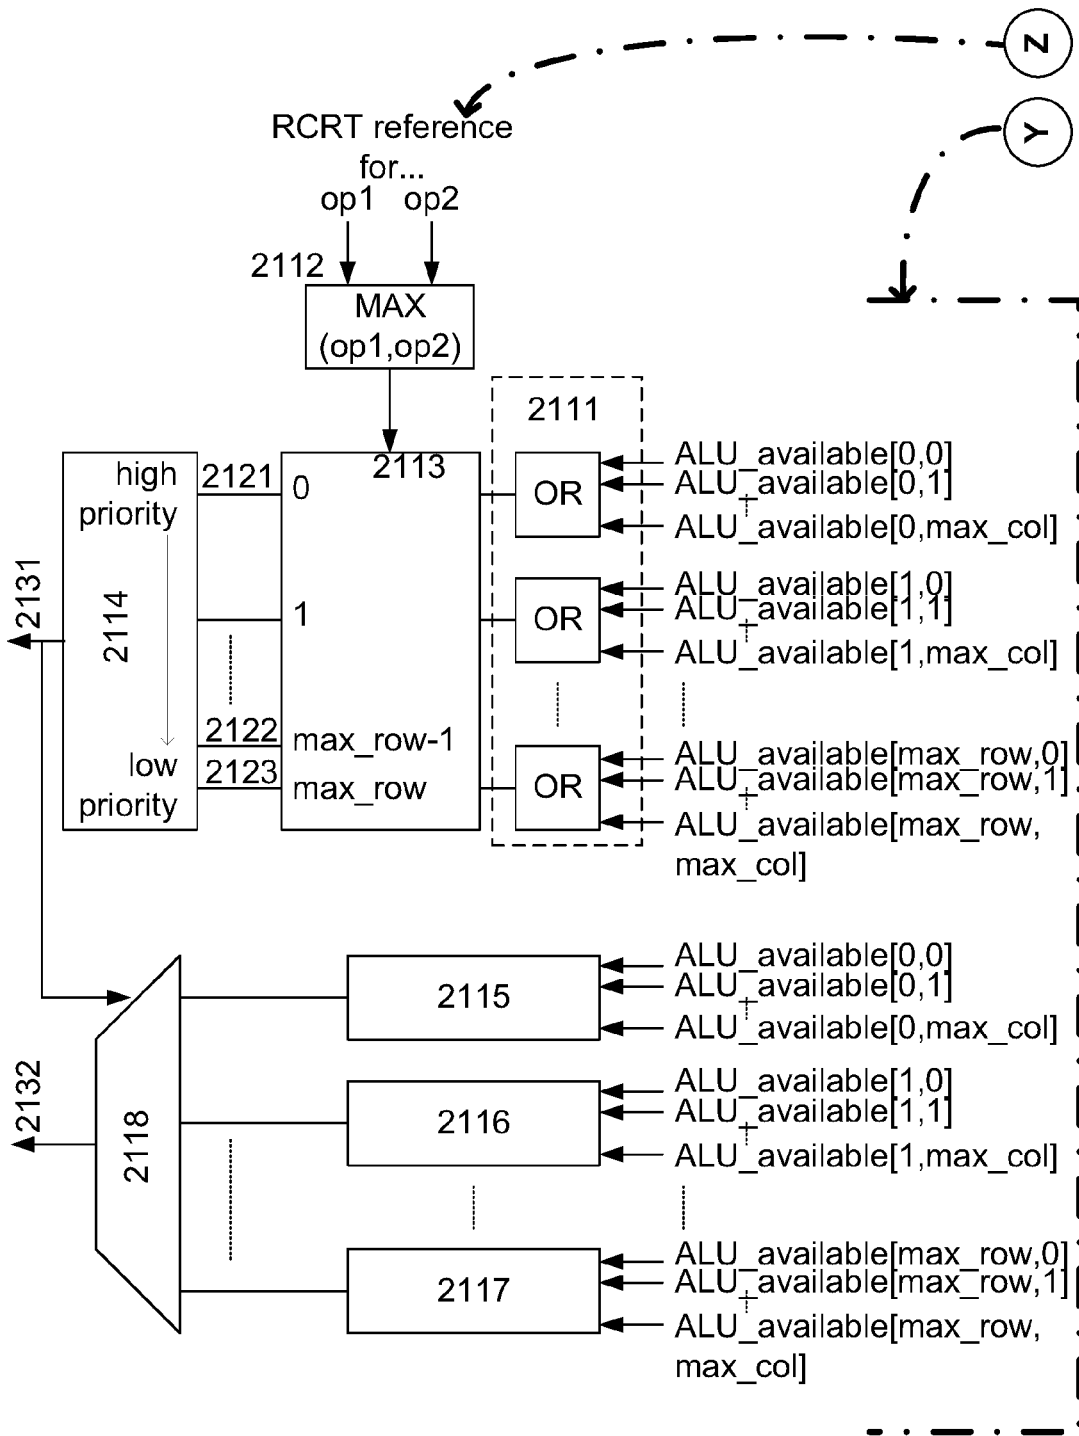 Z
Y
RCRT reference
for...
op1 op2
2112
MAX
(op1,op2)
2111
2113
high
priority
2114
low
priority
2121
2122
2123
2131
0
1
max_row-1
max_row
OR
OR
OR
ALU_available[0,0]
ALU_available[0,1]
ALU_available[0,max_col]
ALU_available[1,0]
ALU_available[1,1]
ALU_available[1,max_col]
ALU_available[max_row,0]
ALU_available[max_row,1]
ALU_available[max_row,
max_col]
2132
2118
2115
2116
2117
ALU_available[0,0]
ALU_available[0,1]
ALU_available[0,max_col]
ALU_available[1,0]
ALU_available[1,1]
ALU_available[1,max_col]
ALU_available[max_row,0]
ALU_available[max_row,1]
ALU_available[max_row,
max_col]